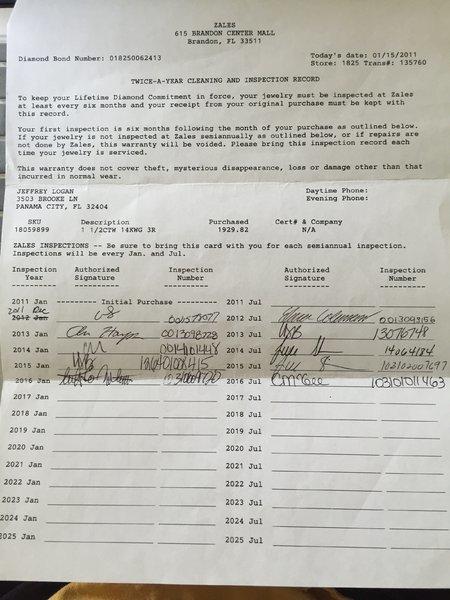 ZALES
615 BRANDON CENTER MALL
Brandon, FL 33511
Diamond Bond Number: 018250062413 Today's date: 01/15/2011
Store: 1825 Trans#: 135760
TWICE-A-YEAR CLEANING AND INSPECTION RECORD
To keep your Lifetime Diamond Commitment in force, your jewelry must be inspected at Zales
at least every six months and your receipt from your original purchase must be kept with
this record.
Your first inspection is six months following the month of your purchase as outlined below.
If your jewelry is not inspected at Zales semiannually as outlined below, or if repairs are
not done by Zales, this warranty will be voided. Please bring this inspection record each
time your jewelry is serviced.
This warranty does not cover theft, mysterious disappearance, loss or damage other than that
incurred in normal wear.
JEFFREY LOGAN Daytime Phone:
3503 BROOKE LN Evening Phone:
PANAMA CITY, FL 32404
SKU Description Purchased Cert# & Company
18059899 1 1/2CTW 14KWG 3R 1929.82 N/A
ZALES INSPECTIONS -- Be sure to bring this card with you for each semiannual inspection.
Inspections will be every Jan. and Jul.
Inspection Authorized Inspection Authorized Inspection
Year Signature Number Signature Number
2011 Jan ---------- Initial Purchase ---------- 2011 Jul
2011 Dec
2012 Jan 2012 Jul 0013093156
2013 Jan 0013098728 2013 Jul 13076748
2014 Jan 0014101448 2014 Jul 14064184
2015 Jan 2015 Jul 103102007697
2016 Jan 2016 Jul CMcGee 103101011463
2017 Jan 2017 Jul
2018 Jan 2018 Jul
2019 Jan 2019 Jul
2020 Jan 2020 Jul
2021 Jan 2021 Jul
2022 Jan 2022 Jul
2023 Jan 2023 Jul
2024 Jan 2024 Jul
2025 Jan 2025 Jul